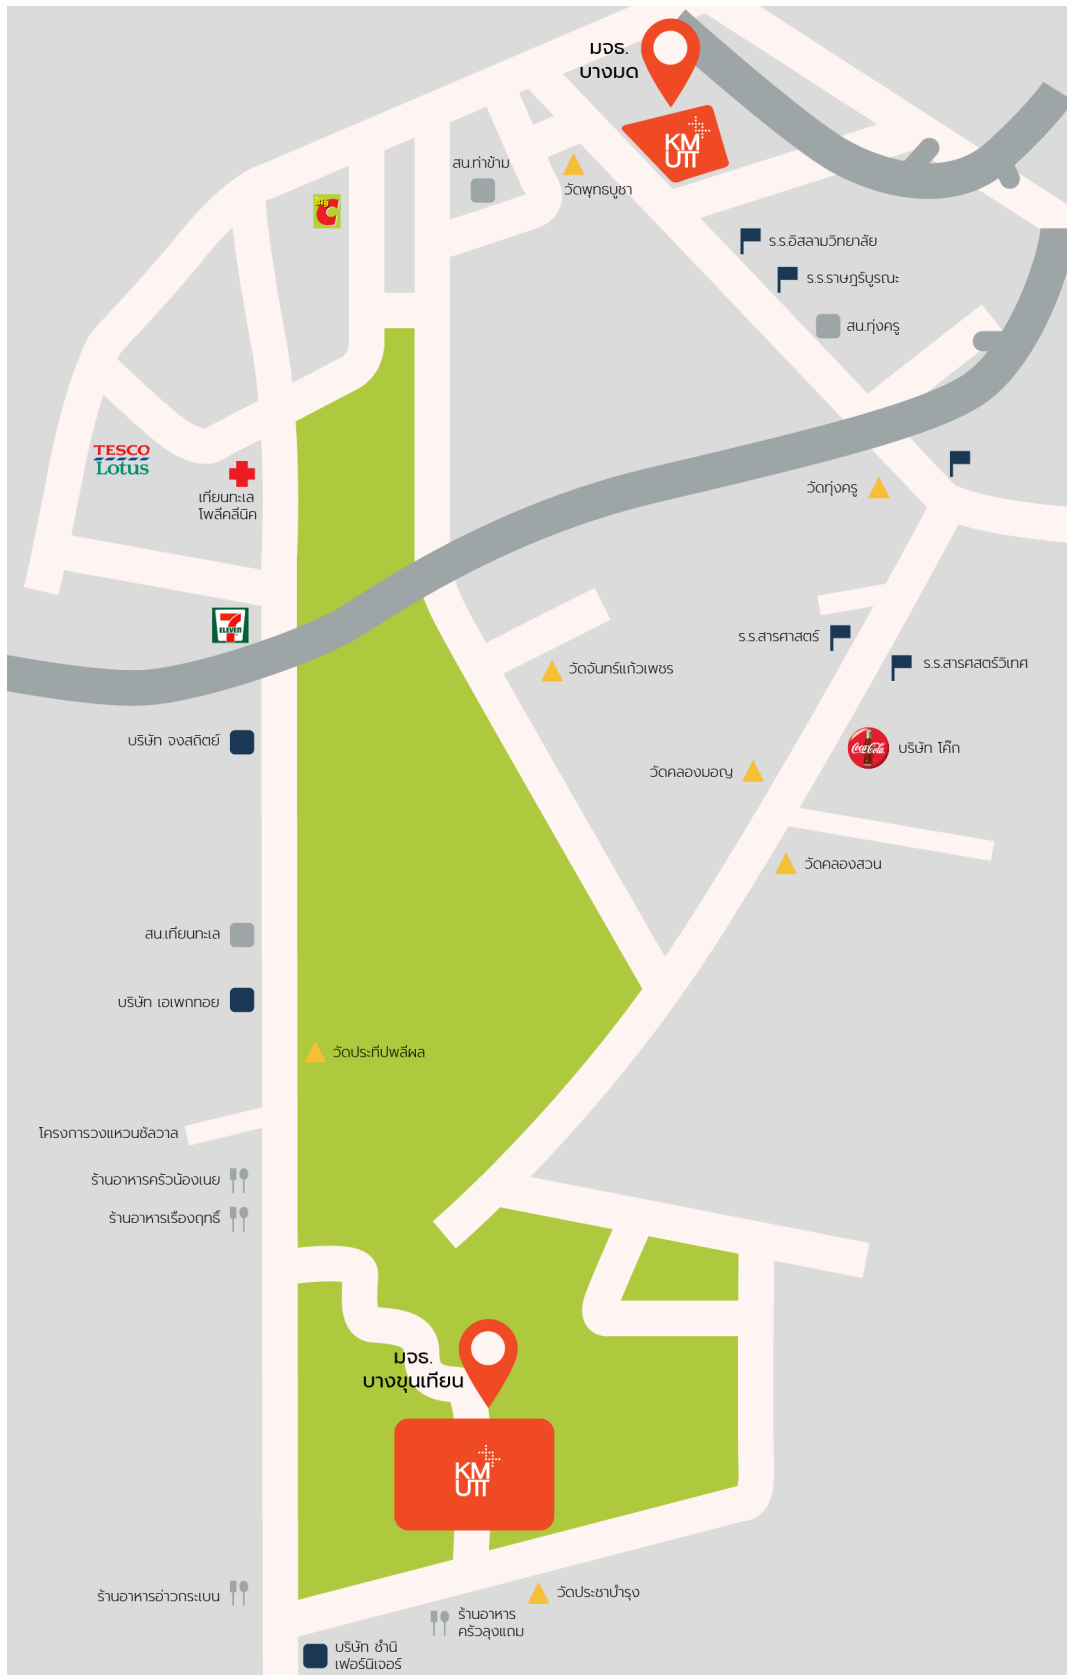 มจธ.
บางมด
KM
UTT
สน.ท่าข้าม
วัดพุทธบูชา
Big
C
ร.ร.อิสลามวิทยาลัย
ร.ร.ราษฎร์บูรณะ
สน.ทุ่งครุ
TESCO
Lotus
เทียนทะเล
โพลีคลีนิค
วัดทุ่งครุ
7
ELEVEN
ร.ร.สารศาสตร์
ร.ร.สารศสตร์วิเทศ
วัดจันทร์แก้วเพชร
บริษัท จงสถิตย์
Coca-Cola
บริษัท โค๊ก
วัดคลองมอญ
วัดคลองสวน
สน.เทียนทะเล
บริษัท เอเพกทอย
วัดประทีปพลีผล
โครงการวงแหวนชัลวาล
ร้านอาหารครัวน้องเนย
ร้านอาหารเรืองฤทธิ์
มจธ.
บางขุนเทียน
KM
UTT
ร้านอาหารอ่าวกระเบน
วัดประชาบำรุง
ร้านอาหาร
ครัวลุงแถม
บริษัท ชำนิ
เฟอร์นิเจอร์